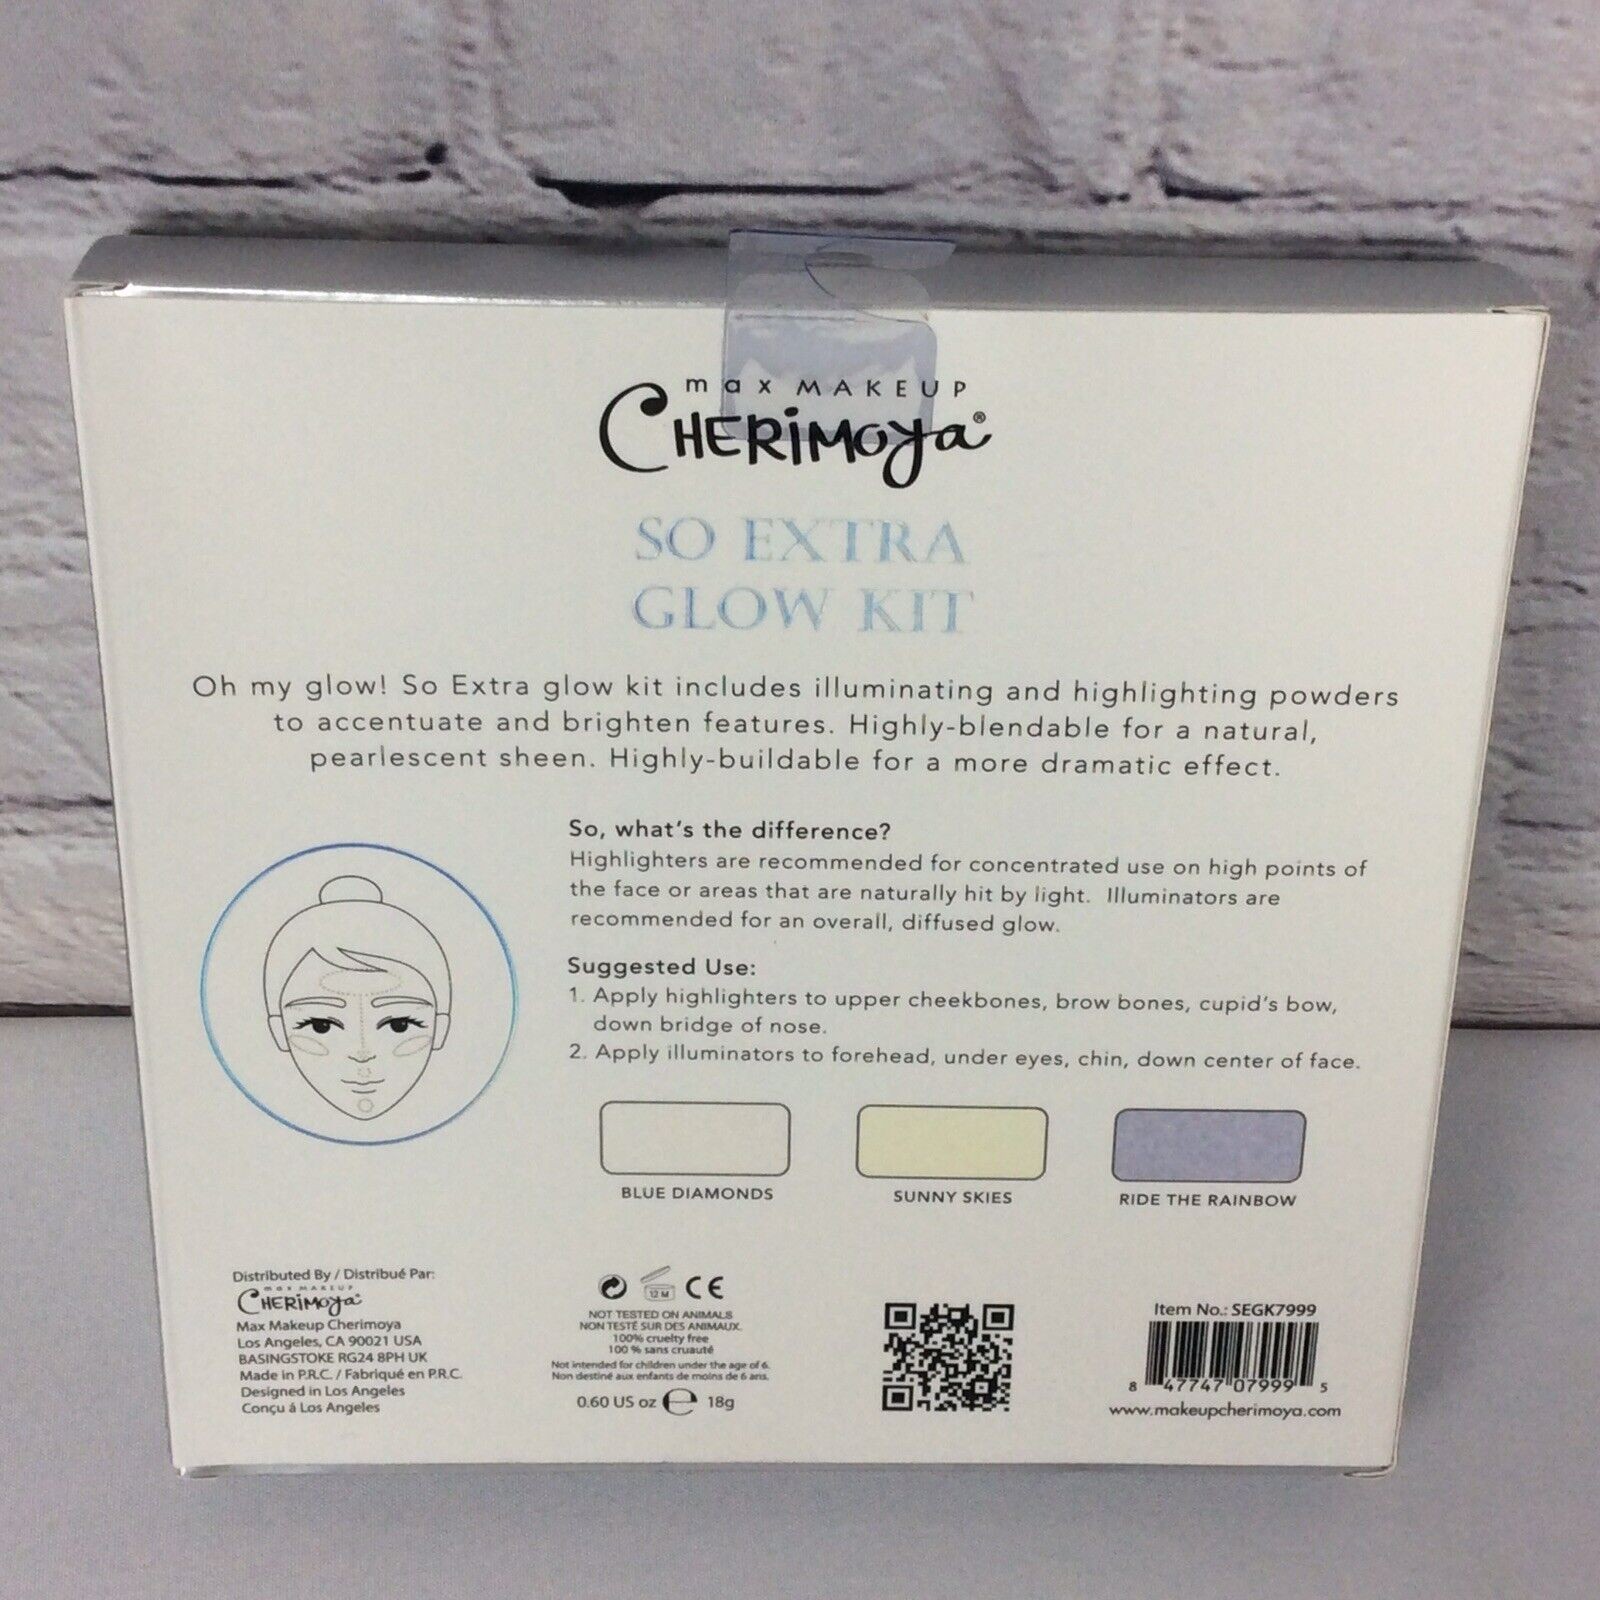 max MAKEUP
CHERiMOya®
SO EXTRA
GLOW KIT
Oh my glow! So Extra glow kit includes illuminating and highlighting powders
to accentuate and brighten features. Highly-blendable for a natural,
pearlescent sheen. Highly-buildable for a more dramatic effect.
So, what's the difference?
Highlighters are recommended for concentrated use on high points of
the face or areas that are naturally hit by light. Illuminators are
recommended for an overall, diffused glow.
Suggested Use:
1. Apply highlighters to upper cheekbones, brow bones, cupid's bow,
down bridge of nose.
2. Apply illuminators to forehead, under eyes, chin, down center of face.
BLUE DIAMONDS
SUNNY SKIES
RIDE THE RAINBOW
Distributed By / Distribué Par:
max MAKEUP
CHERiMOya®
Max Makeup Cherimoya
Los Angeles, CA 90021 USA
BASINGSTOKE RG24 8PH UK
Made in P.R.C. / Fabriqué en P.R.C.
Designed in Los Angeles
Conçu á Los Angeles
12 M CE
NOT TESTED ON ANIMALS
NON TESTÉ SUR DES ANIMAUX.
100% cruelty free
100 % sans cruauté
Not intended for children under the age of 6.
Non destiné aux enfants de moins de 6 ans.
0.60 US oz e 18g
Item No.: SEGK7999
8 47747 07999 5
www.makeupcherimoya.com